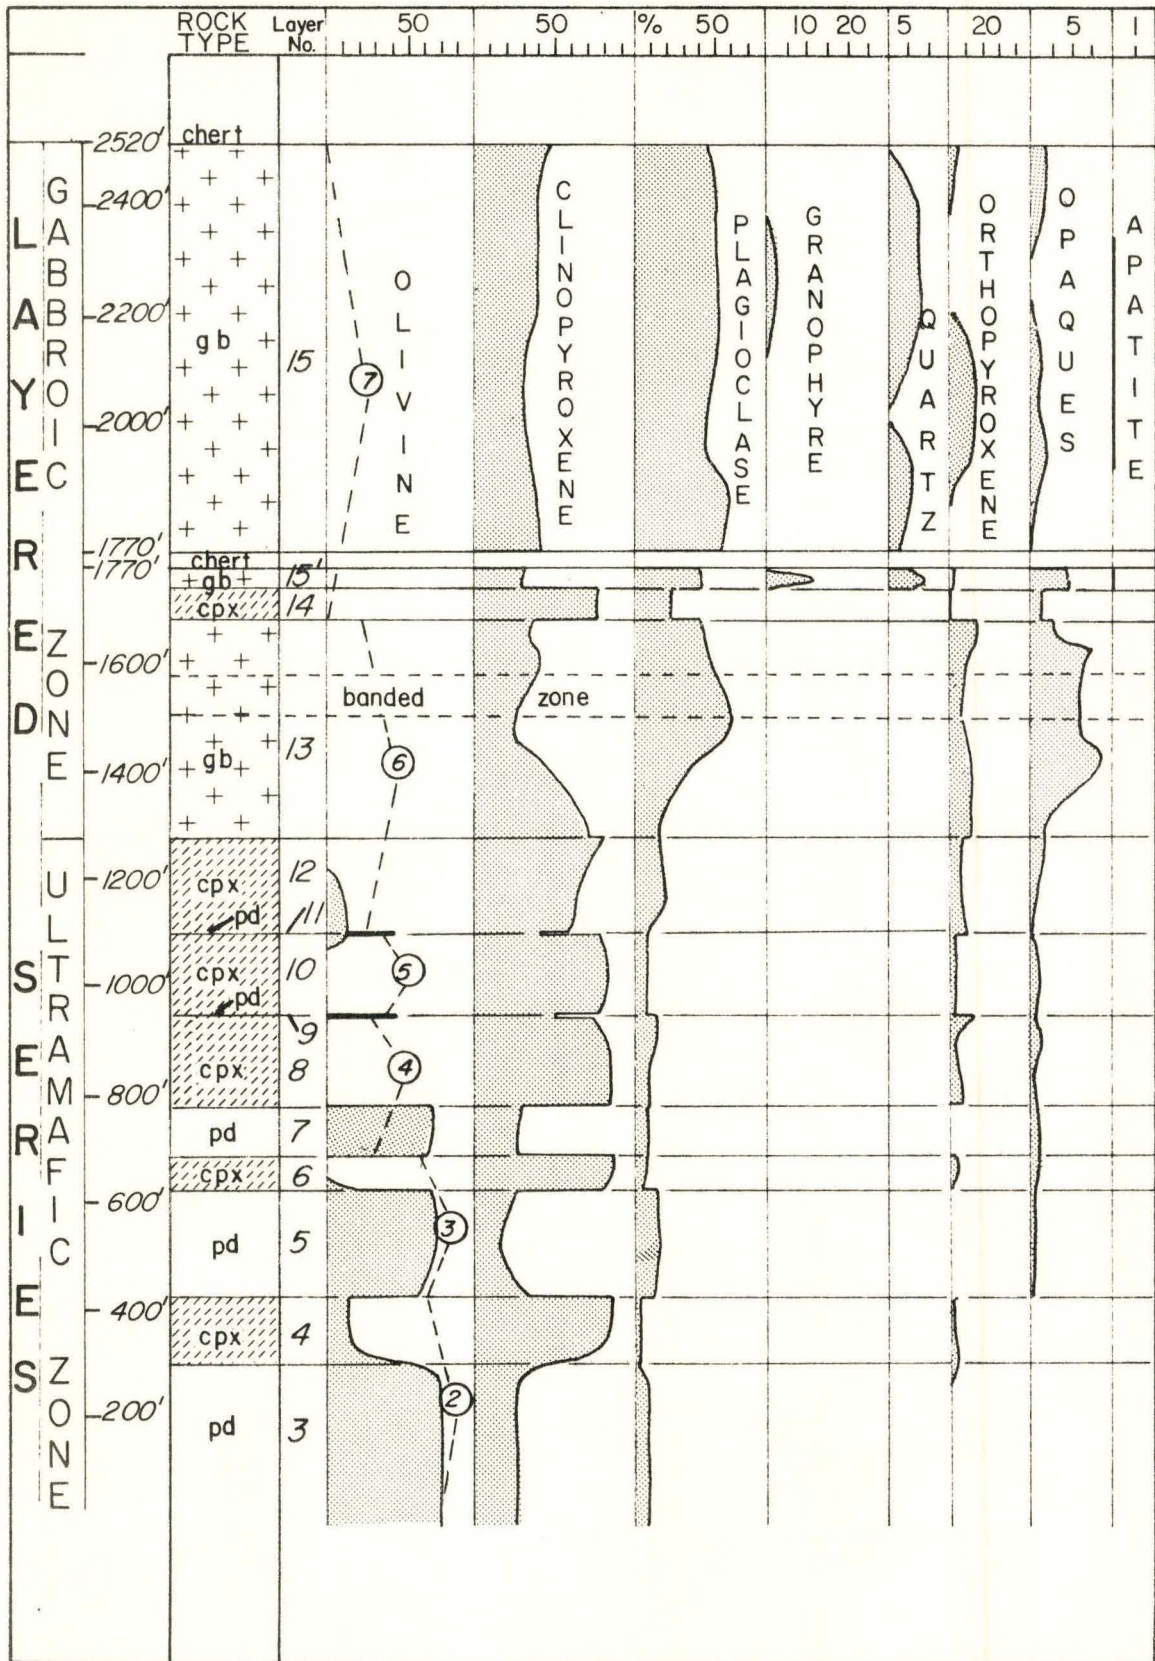 ROCK TYPE Layer No. 50 50 % 50 10 20 5 20 5 1
chert
2520'
2400'
2200'
2000'
1770'
1770'
1600'
1400'
1200'
1000'
800'
600'
400'
200'
LAYERED SERIES
GABBROIC ZONE
ULTRAMAFIC ZONE
gb 15
chert
gb 15'
cpx 14
banded zone
gb 13
cpx 12
pd 11
cpx 10
pd 9
cpx 8
pd 7
cpx 6
pd 5
cpx 4
pd 3
OLIVINE
CLINOPYROXENE
PLAGIOCLASE
GRANOPHYRE
QUARTZ
ORTHOPYROXENE
OPAQUES
APATITE
7
6
5
4
3
2